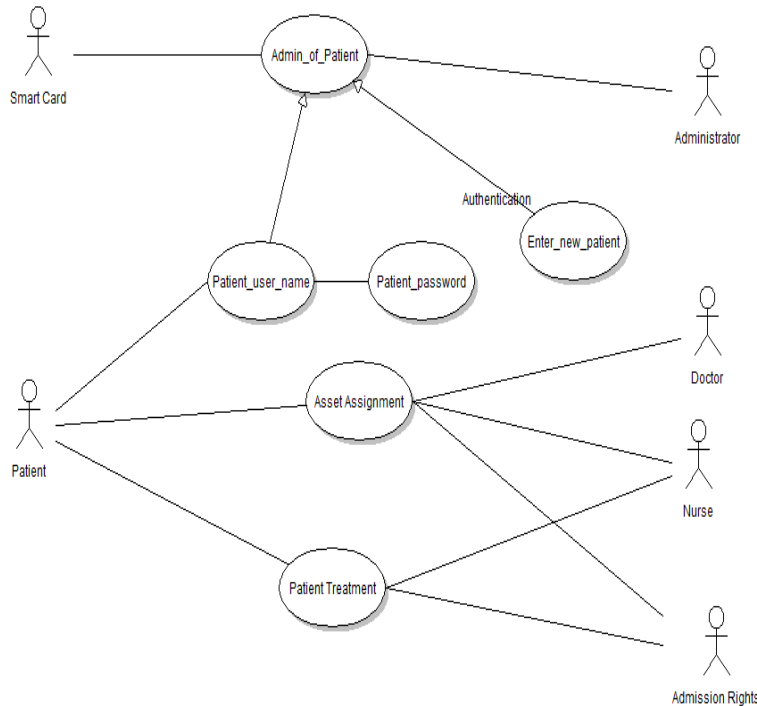 Admin_of_Patient
Smart Card
Administrator
Authentication
Enter_new_patient
Patient_user_name
Patient_password
Doctor
Asset Assignment
Patient
Nurse
Patient Treatment
Admission Rights